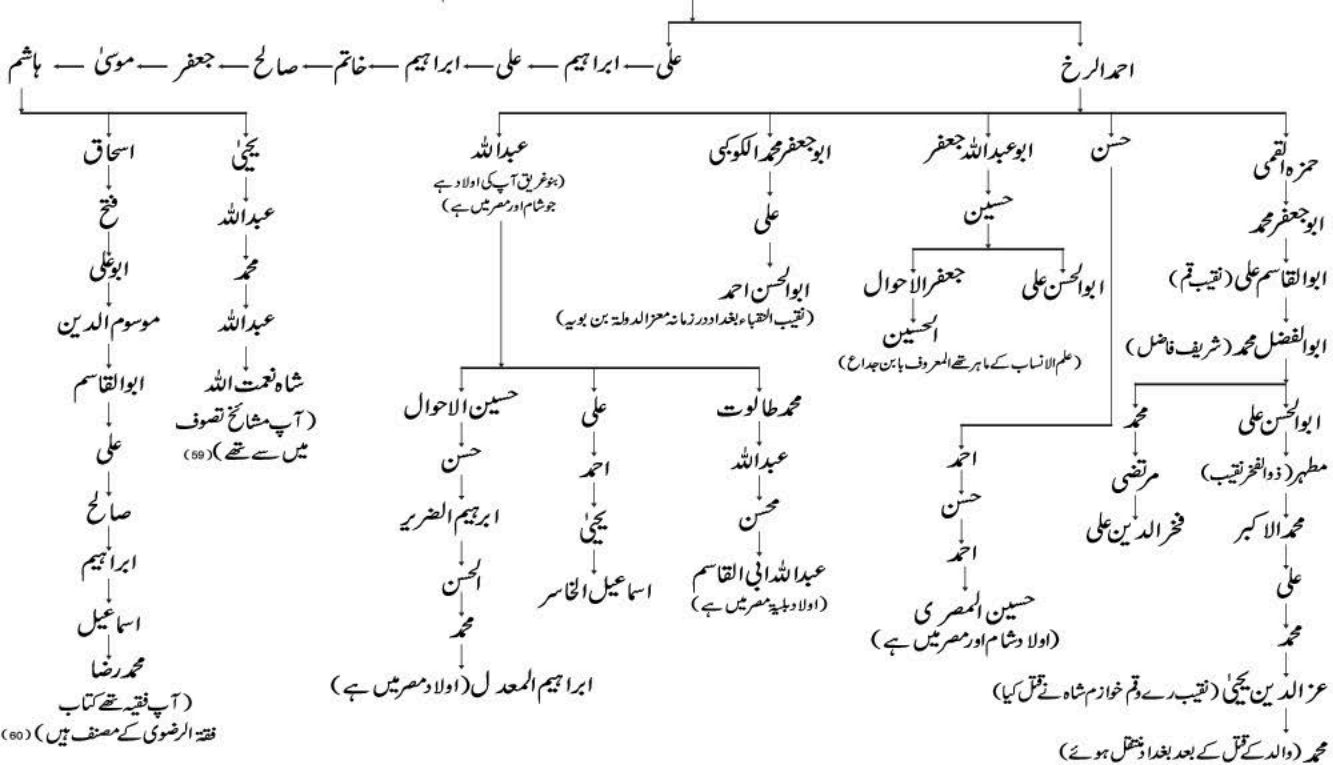 احمد الرخ
علی — ابراہیم — علی — ابراہیم — خاتم — صالح — جعفر — موسیٰ — ہاشم
حمزہ القمی
ابوجعفر محمد
ابوالقاسم علی (نقیب قم)
ابوالفضل محمد (شریف فاضل)
ابوالحسن علی
مطہر (ذوالفخر نقیب)
محمد الاکبر
علی
محمد
عز الدین یحییٰ (نقیب رے وقم خوازم شاہ نے قتل کیا)
محمد (والد کے قتل کے بعد بغداد منتقل ہوئے)
محمد
مرتضی
فخر الدین علی
حسن
احمد
حسن
احمد
حسین المصری
(اولاد شام اور مصر میں ہے)
ابوعبداللہ جعفر
حسین
ابوالحسن علی
جعفر الاحوال
الحسین
(علم الانساب کے ماہر تھے المعروف بابن جداع)
ابوجعفر محمد الکوبکی
علی
ابوالحسن احمد
(نقیب النقباء بغداد در زمانہ معز الدولۃ بن بویہ)
عبداللہ
(بنو غریق آپ کی اولاد ہے
جو شام اور مصر میں ہے)
محمد طالوت
عبداللہ
محسن
عبداللہ ابی القاسم
(اولاد بلبیۃ مصر میں ہے)
علی
احمد
یحییٰ
اسماعیل الخاسر
حسین الاحوال
حسن
ابرہیم الضریر
الحسن
محمد
ابراہیم المعدل (اولاد مصر میں ہے)
یحییٰ
عبداللہ
محمد
عبداللہ
شاہ نعمت اللہ
(آپ مشائخ تصوف
میں سے تھے) (59)
اسحاق
فتح
ابوعلی
موسوم الدین
ابوالقاسم
علی
صالح
ابراہیم
اسماعیل
محمد رضا
(آپ فقیہ تھے کتاب
فقۃ الرضوی کے مصنف ہیں) (60)